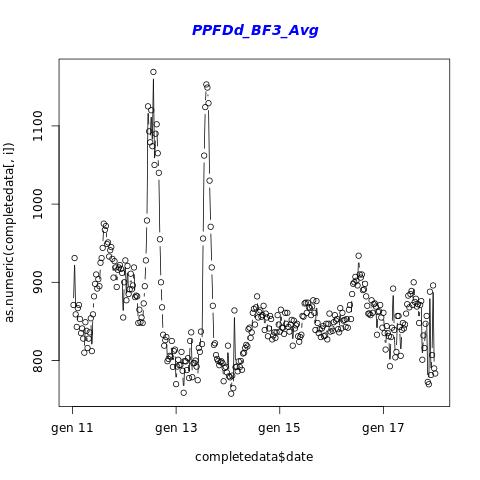 PPFDd_BF3_Avg
as.numeric(completedata[, i])
1100
1000
900
800
gen 11
gen 13
gen 15
gen 17
completedata$date